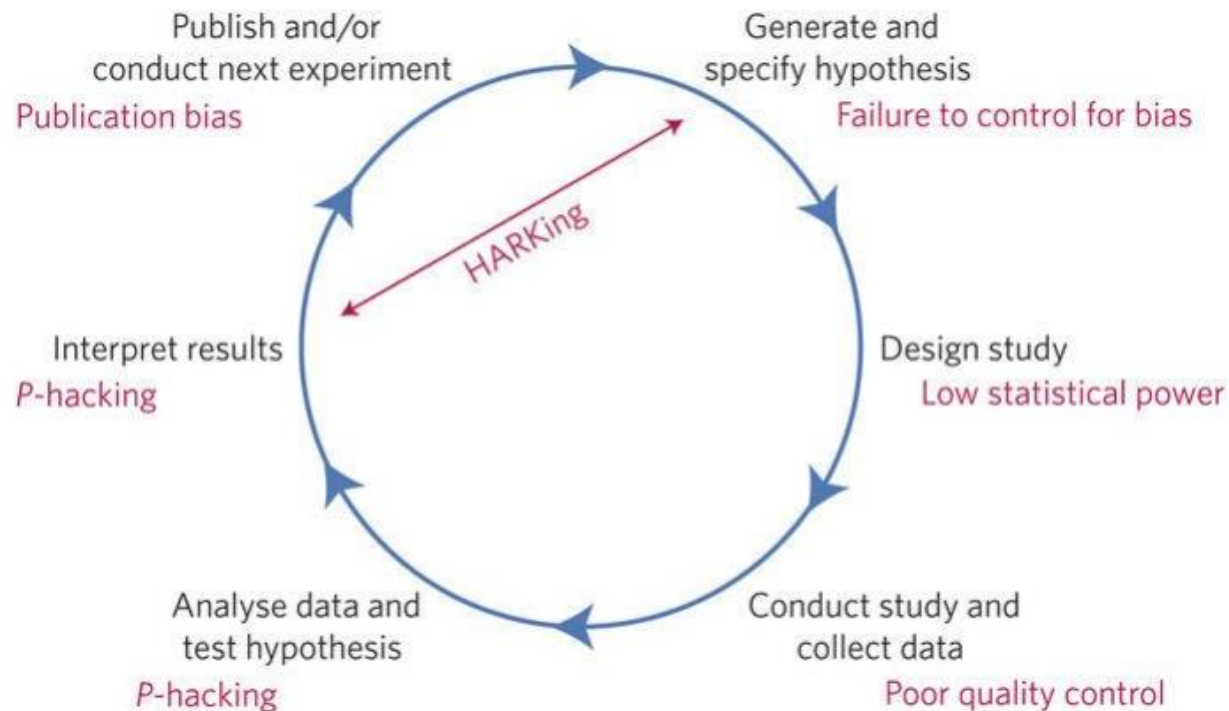 Publish and/or
conduct next experiment
Publication bias
Generate and
specify hypothesis
Failure to control for bias
HARKing
Interpret results
P-hacking
Design study
Low statistical power
Analyse data and
test hypothesis
P-hacking
Conduct study and
collect data
Poor quality control